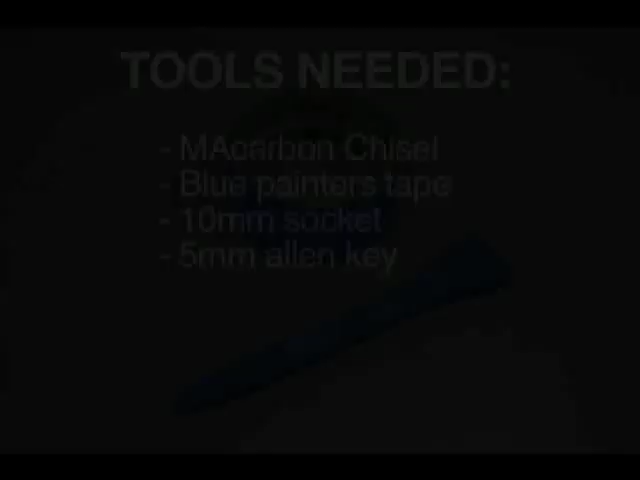 TOOLS NEEDED:
- MAcarbon Chisel
- Blue painters tape
- 10mm socket
- 5mm allen key